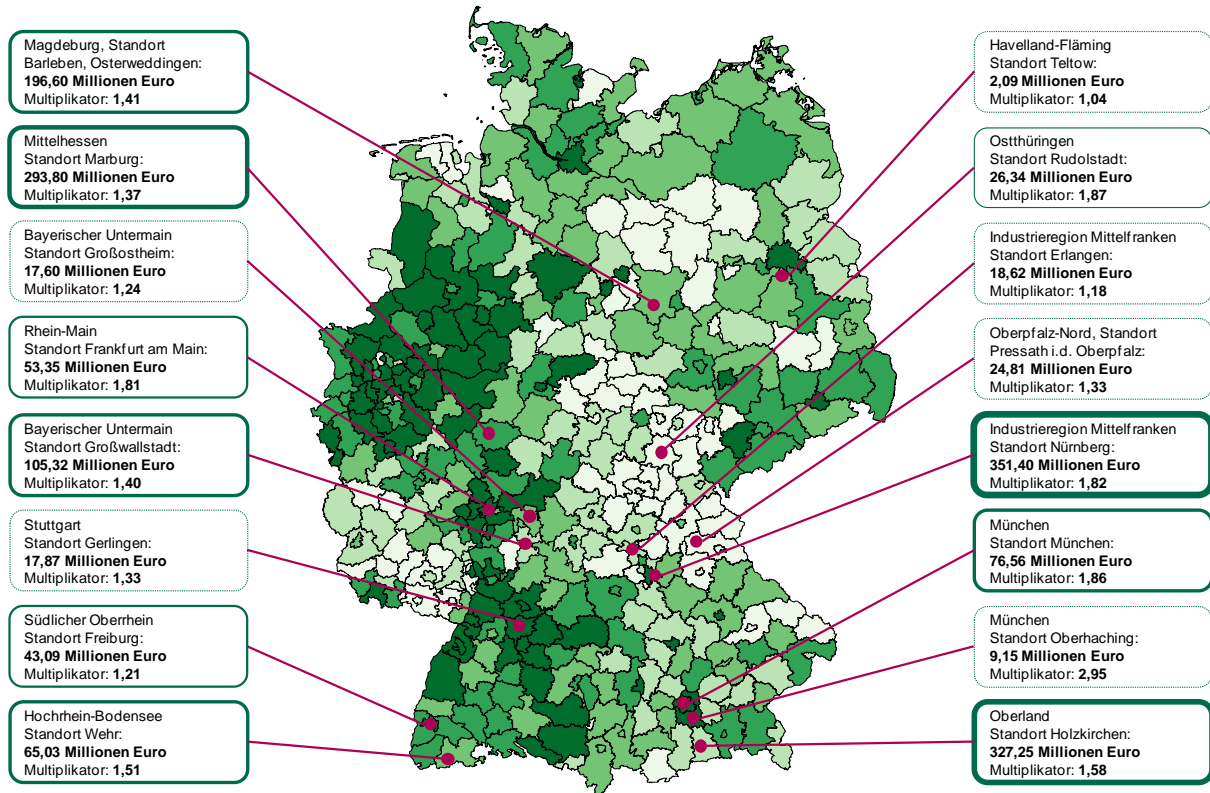 Magdeburg, Standort
Barleben, Osterweddingen:
196,60 Millionen Euro
Multiplikator: 1,41
Mittelhessen
Standort Marburg:
293,80 Millionen Euro
Multiplikator: 1,37
Bayerischer Untermain
Standort Großostheim:
17,60 Millionen Euro
Multiplikator: 1,24
Rhein-Main
Standort Frankfurt am Main:
53,35 Millionen Euro
Multiplikator: 1,81
Bayerischer Untermain
Standort Großwallstadt:
105,32 Millionen Euro
Multiplikator: 1,40
Stuttgart
Standort Gerlingen:
17,87 Millionen Euro
Multiplikator: 1,33
Südlicher Oberrhein
Standort Freiburg:
43,09 Millionen Euro
Multiplikator: 1,21
Hochrhein-Bodensee
Standort Wehr:
65,03 Millionen Euro
Multiplikator: 1,51
Havelland-Fläming
Standort Teltow:
2,09 Millionen Euro
Multiplikator: 1,04
Ostthüringen
Standort Rudolstadt:
26,34 Millionen Euro
Multiplikator: 1,87
Industrieregion Mittelfranken
Standort Erlangen:
18,62 Millionen Euro
Multiplikator: 1,18
Oberpfalz-Nord, Standort
Pressath i.d. Oberpfalz:
24,81 Millionen Euro
Multiplikator: 1,33
Industrieregion Mittelfranken
Standort Nürnberg:
351,40 Millionen Euro
Multiplikator: 1,82
München
Standort München:
76,56 Millionen Euro
Multiplikator: 1,86
München
Standort Oberhaching:
9,15 Millionen Euro
Multiplikator: 2,95
Oberland
Standort Holzkirchen:
327,25 Millionen Euro
Multiplikator: 1,58